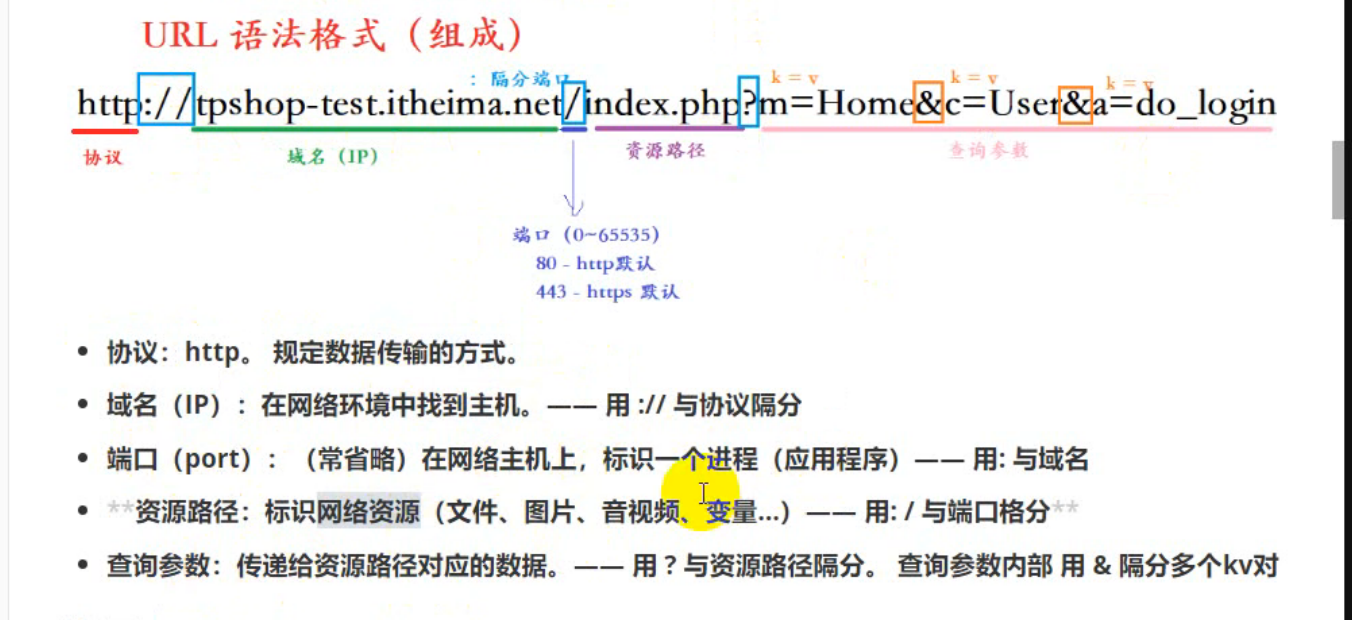 URL 语法格式（组成）
: 隔分端口
k = v
k = v
k = v
http://tpshop-test.itheima.net/index.php?m=Home&c=User&a=do_login
协议
域名（IP）
资源路径
查询参数
端口（0~65535）
80 - http默认
443 - https 默认
• 协议：http。 规定数据传输的方式。
• 域名（IP）：在网络环境中找到主机。—— 用 :// 与协议隔分
• 端口（port）：（常省略）在网络主机上，标识一个进程（应用程序）—— 用: 与域名
• **资源路径：标识网络资源（文件、图片、音视频、变量...）—— 用: / 与端口格分**
• 查询参数：传递给资源路径对应的数据。—— 用 ? 与资源路径隔分。 查询参数内部 用 & 隔分多个kv对